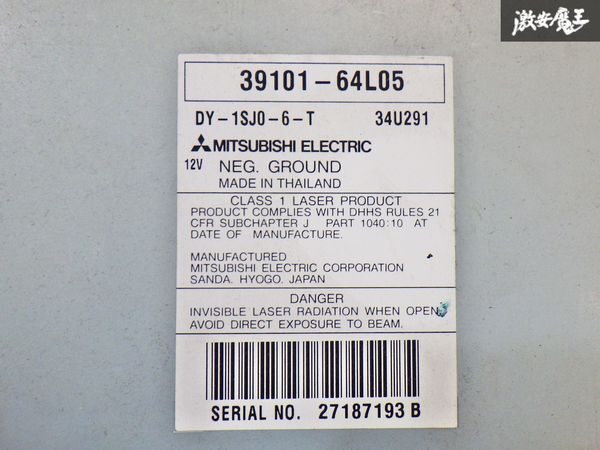 激安魔王
39101-64L05
DY-1SJ0-6-T 34U291
MITSUBISHI ELECTRIC
12V NEG. GROUND
MADE IN THAILAND
CLASS 1 LASER PRODUCT
PRODUCT COMPLIES WITH DHHS RULES 21
CFR SUBCHAPTER J PART 1040:10 AT
DATE OF MANUFACTURE.
MANUFACTURED
MITSUBISHI ELECTRIC CORPORATION
SANDA. HYOGO. JAPAN
DANGER
INVISIBLE LASER RADIATION WHEN OPEN.
AVOID DIRECT EXPOSURE TO BEAM.
SERIAL NO. 27187193 B